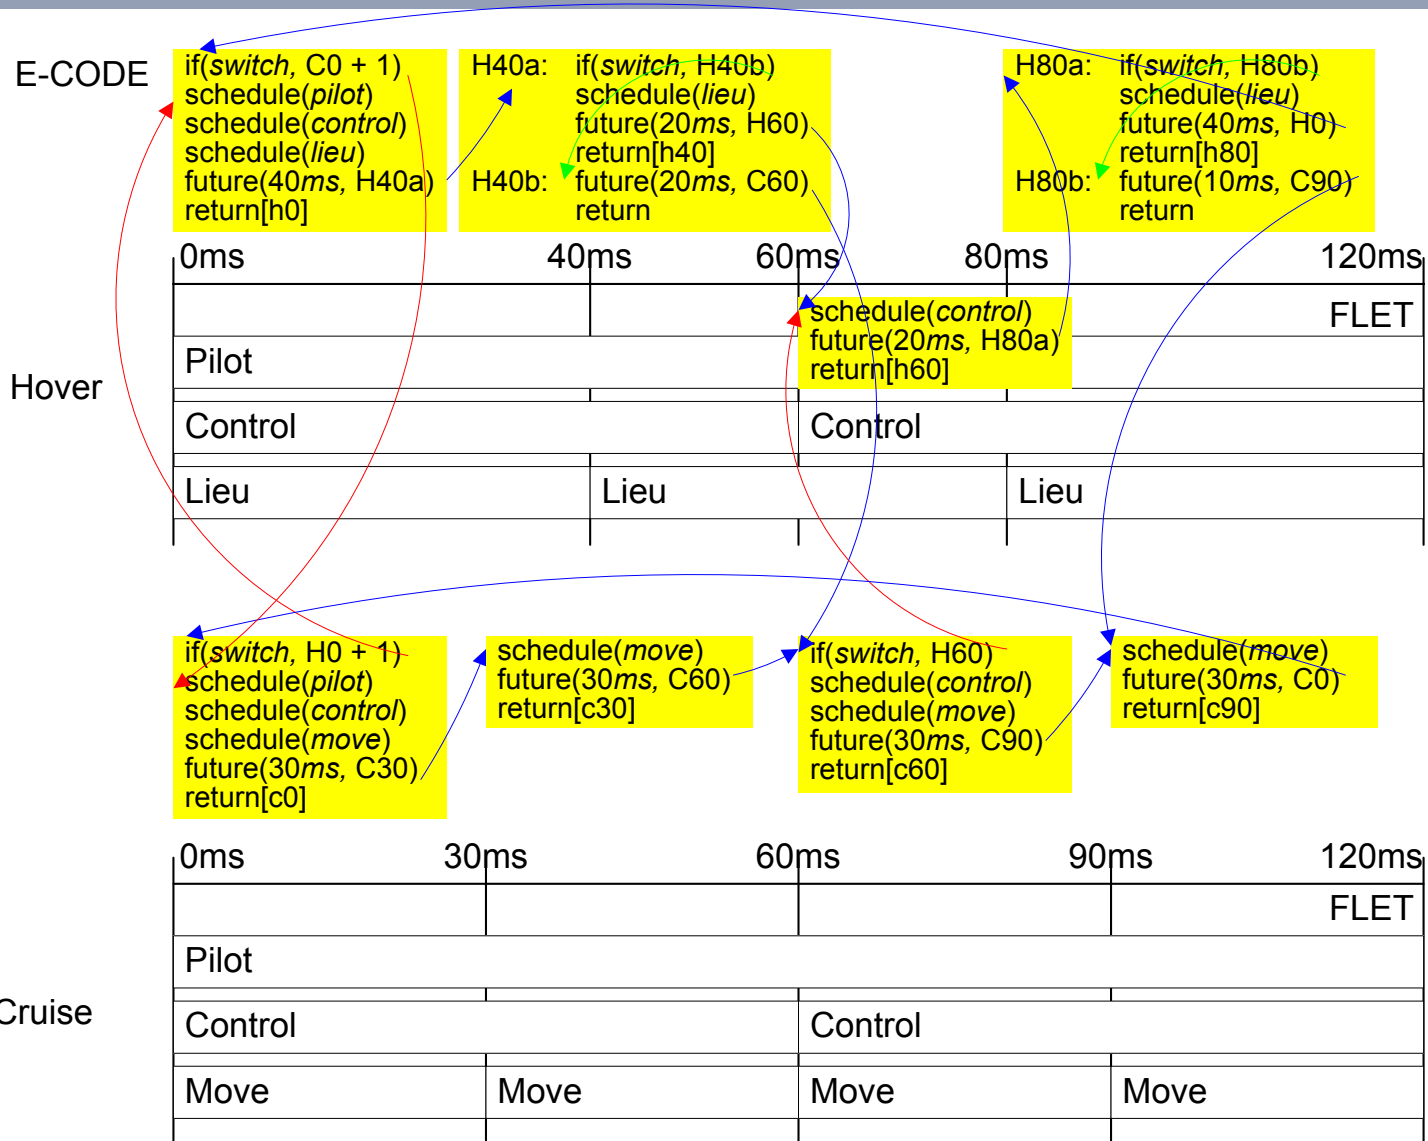 E-CODE
if(switch, C0 + 1)
schedule(pilot)
schedule(control)
schedule(lieu)
future(40ms, H40a)
return[h0]
H40a: if(switch, H40b)
schedule(lieu)
future(20ms, H60)
return[h40]
H40b: future(20ms, C60)
return
H80a: if(switch, H80b)
schedule(lieu)
future(40ms, H0)
return[h80]
H80b: future(10ms, C90)
return
0ms 40ms 60ms 80ms 120ms
schedule(control)
future(20ms, H80a)
return[h60]
FLET
Hover
Pilot
Control Control
Lieu Lieu Lieu
if(switch, H0 + 1)
schedule(pilot)
schedule(control)
schedule(move)
future(30ms, C30)
return[c0]
schedule(move)
future(30ms, C60)
return[c30]
if(switch, H60)
schedule(control)
schedule(move)
future(30ms, C90)
return[c60]
schedule(move)
future(30ms, C0)
return[c90]
0ms 30ms 60ms 90ms 120ms
FLET
Cruise
Pilot
Control Control
Move Move Move Move